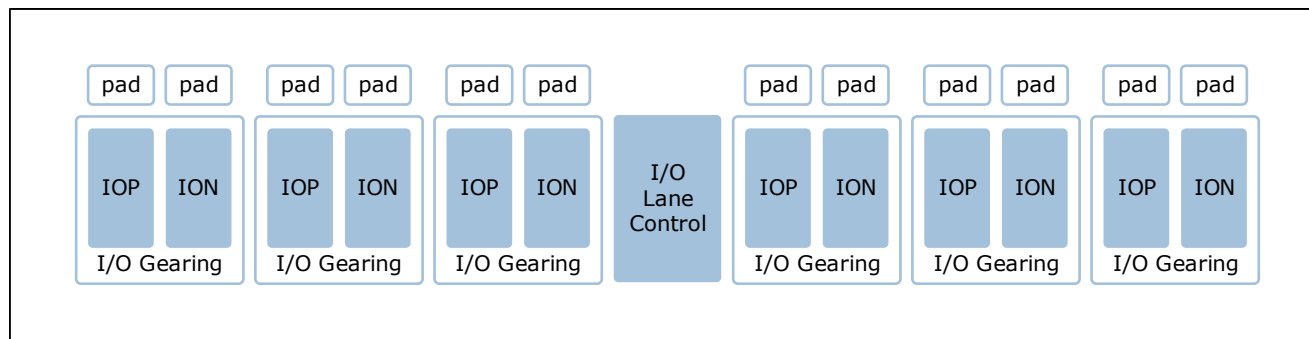 pad pad pad pad pad pad pad pad pad pad pad pad
IOP ION IOP ION IOP ION I/O Lane Control IOP ION IOP ION IOP ION
I/O Gearing I/O Gearing I/O Gearing I/O Gearing I/O Gearing I/O Gearing